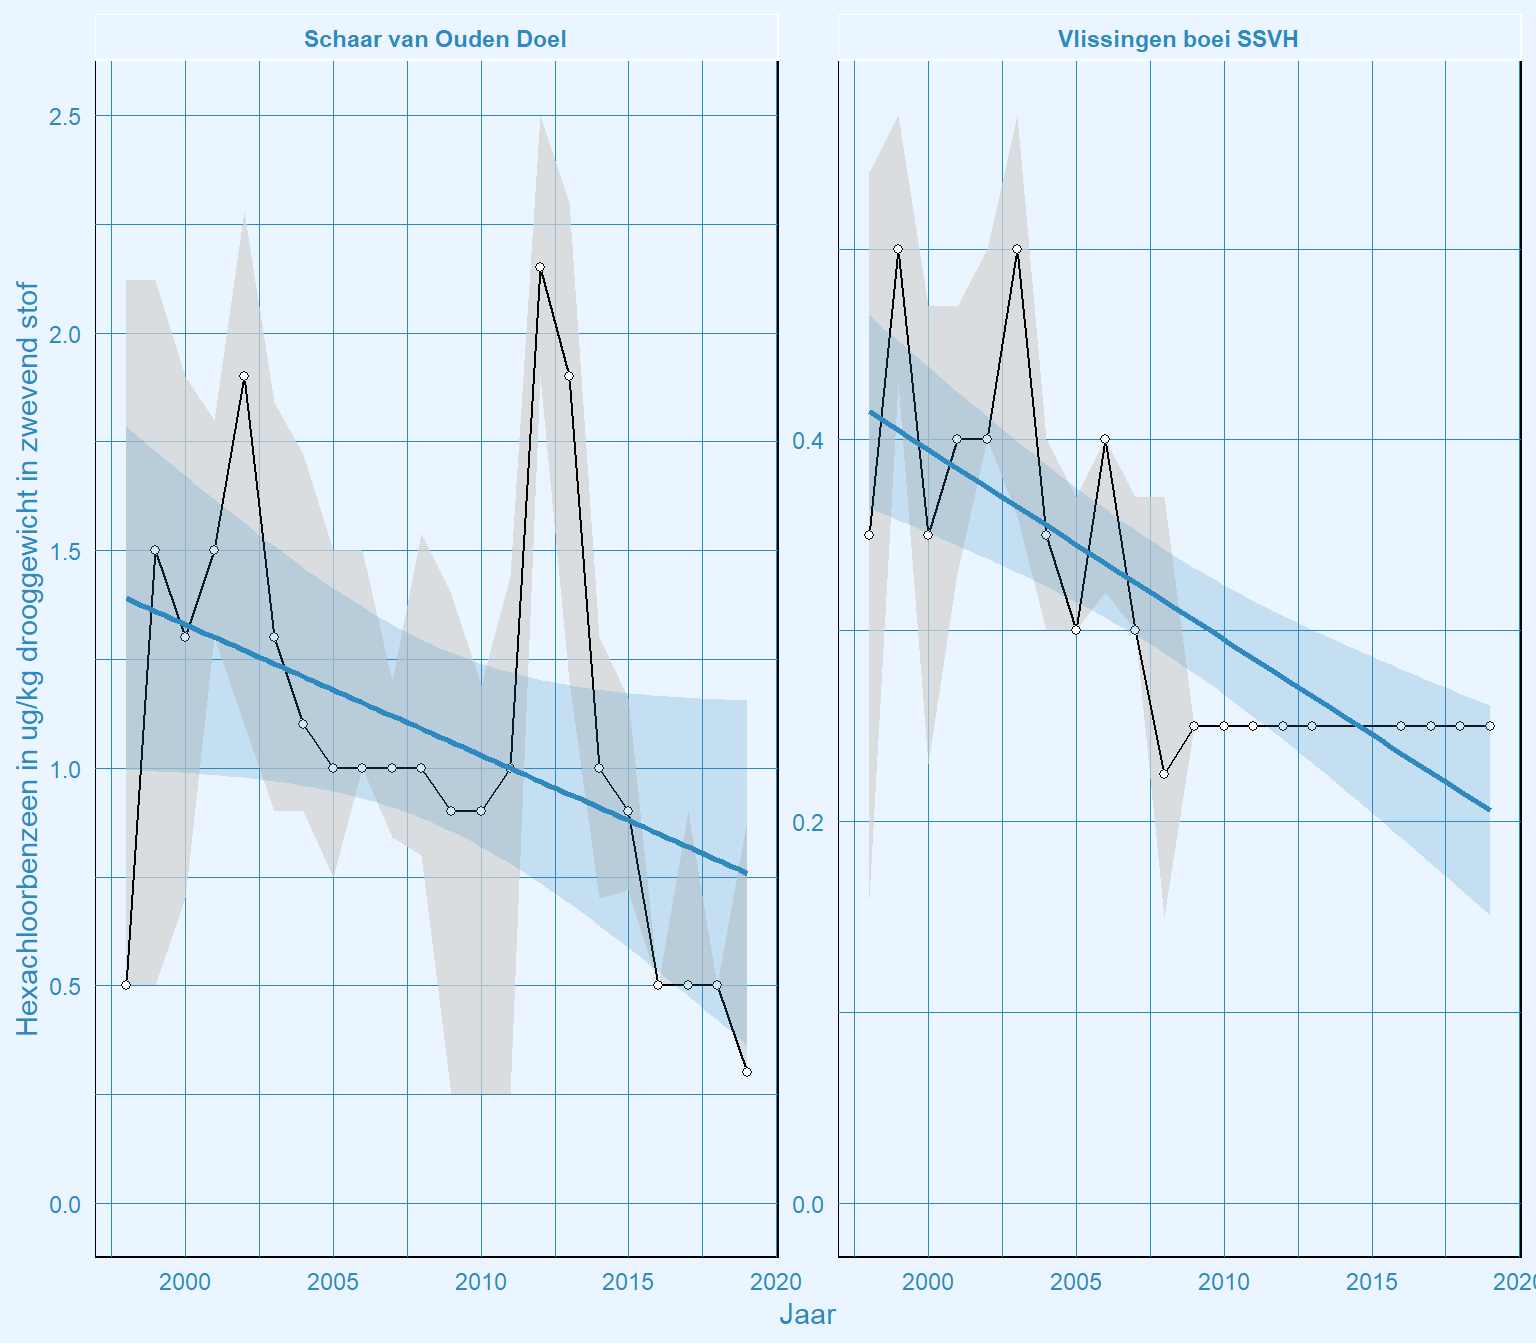 Schaar van Ouden Doel
Vlissingen boei SSVH
Hexachloorbenzeen in ug/kg drooggewicht in zwevend stof
2.5
2.0
1.5
1.0
0.5
0.0
0.4
0.2
0.0
2000 2005 2010 2015 2020
2000 2005 2010 2015 2020
Jaar